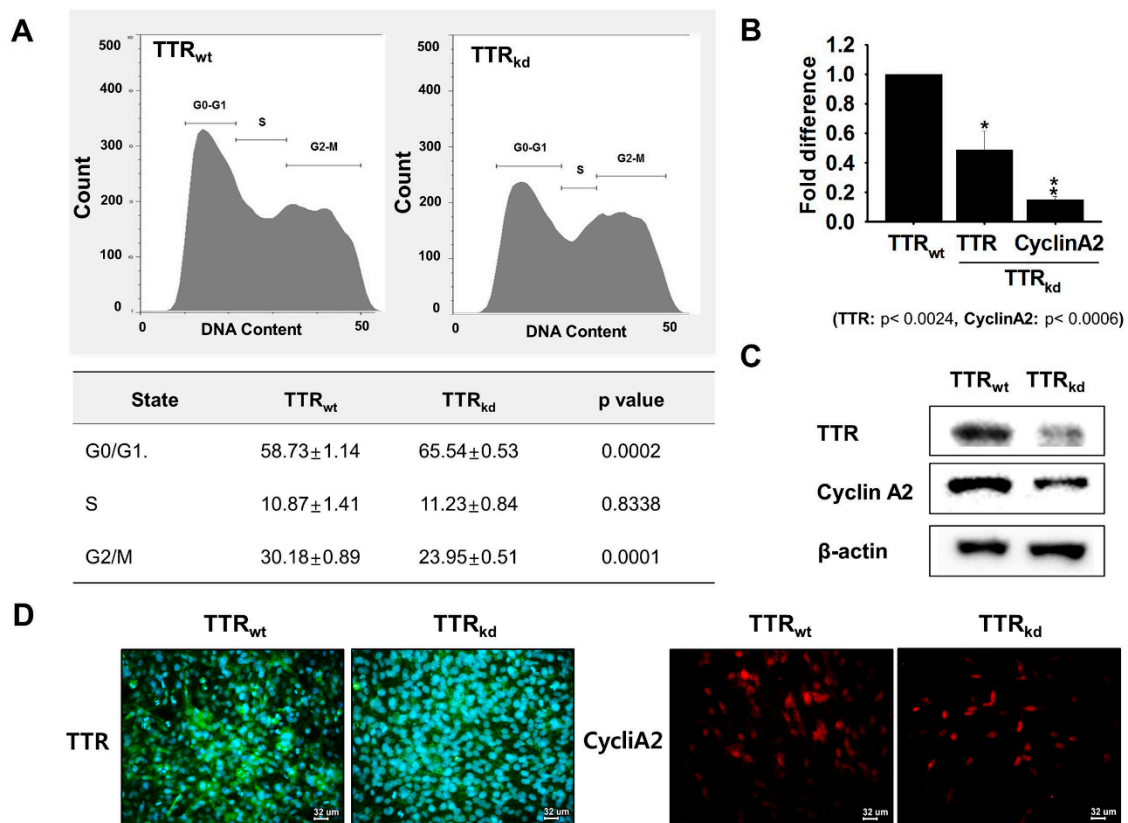 A
TTRwt
500
400
300
200
100
0
G0-G1
S
G2-M
Count
0
50
DNA Content
TTRkd
500
400
300
200
100
0
G0-G1
S
G2-M
Count
0
50
DNA Content
State TTRwt TTRkd p value
G0/G1. 58.73±1.14 65.54±0.53 0.0002
S 10.87±1.41 11.23±0.84 0.8338
G2/M 30.18±0.89 23.95±0.51 0.0001
B
Fold difference
1.2
1.0
0.8
0.6
0.4
0.2
0.0
*
*
*
TTRwt TTR CyclinA2
TTRkd
(TTR: p< 0.0024, CyclinA2: p< 0.0006)
C
TTRwt TTRkd
TTR
Cyclin A2
β-actin
D
TTRwt TTRkd
TTR
32 um
32 um
TTRwt TTRkd
CycliA2
32 um
32 um